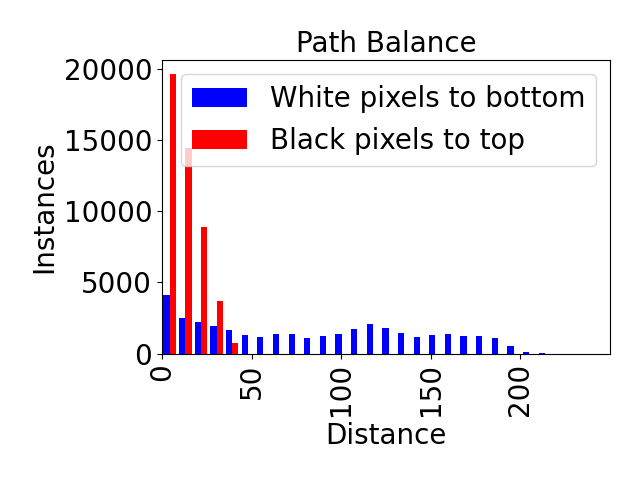 Path Balance
White pixels to bottom
Black pixels to top
Instances
20000
15000
10000
5000
0
0
50
100
150
200
Distance